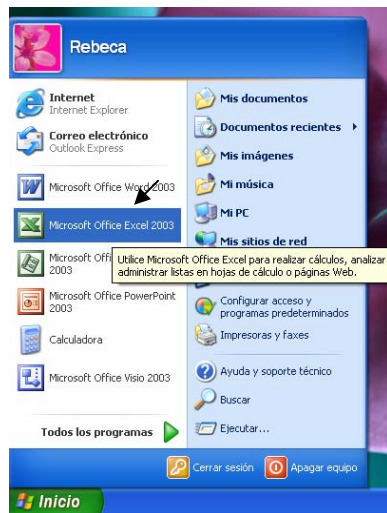 Rebeca
Internet
Internet Explorer
Correo electrónico
Outlook Express
Microsoft Office Word 2003
Microsoft Office Excel 2003
Microsoft Offi
2003
Microsoft Office PowerPoint
2003
Calculadora
Microsoft Office Visio 2003
Todos los programas
Mis documentos
Documentos recientes
Mis imágenes
Mi música
Mi PC
Mis sitios de red
Utilice Microsoft Office Excel para realizar cálculos, analizar
administrar listas en hojas de cálculo o páginas Web.
Configurar acceso y
programas predeterminados
Impresoras y faxes
Ayuda y soporte técnico
Buscar
Ejecutar...
Cerrar sesión
Apagar equipo
Inicio